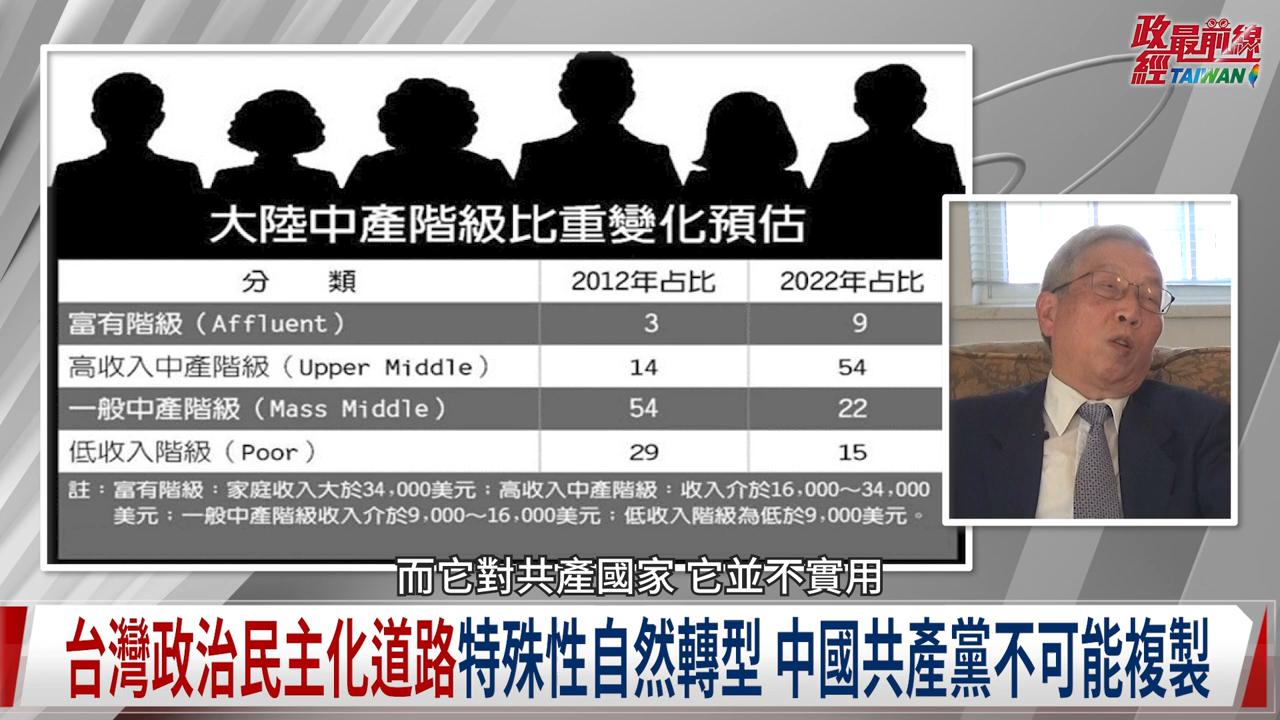 政經最前線
TAIWAN
大陸中產階級比重變化預估
分　類 2012年占比 2022年占比
富有階級（Affluent） 3 9
高收入中產階級（Upper Middle） 14 54
一般中產階級（Mass Middle） 54 22
低收入階級（Poor） 29 15
註：富有階級：家庭收入大於34,000美元；高收入中產階級：收入介於16,000～34,000
美元；一般中產階級收入介於9,000～16,000美元；低收入階級為低於9,000美元。
而它對共產國家 它並不實用
台灣政治民主化道路特殊性自然轉型 中國共產黨不可能複製